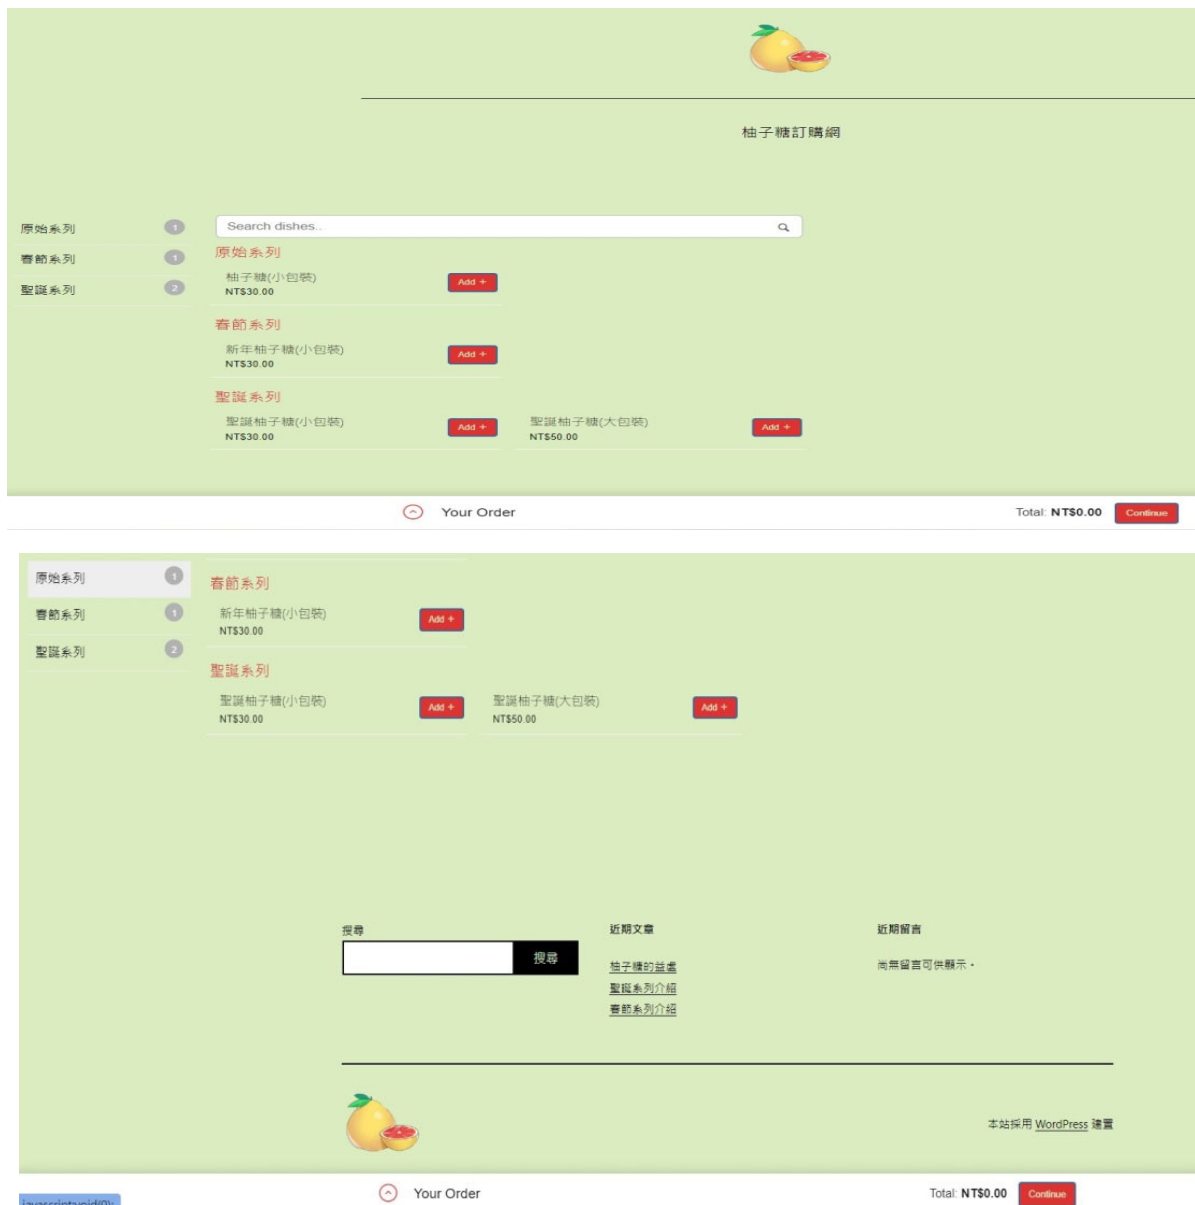 柚子糖訂購網
原始系列 1
春節系列 1
聖誕系列 2
Search dishes..
原始系列
柚子糖(小包裝)
NT$30.00
Add +
春節系列
新年柚子糖(小包裝)
NT$30.00
Add +
聖誕系列
聖誕柚子糖(小包裝)
NT$30.00
Add +
聖誕柚子糖(大包裝)
NT$50.00
Add +
Your Order
Total: NT$0.00
Continue
原始系列 1
春節系列 1
聖誕系列 2
春節系列
新年柚子糖(小包裝)
NT$30.00
Add +
聖誕系列
聖誕柚子糖(小包裝)
NT$30.00
Add +
聖誕柚子糖(大包裝)
NT$50.00
Add +
搜尋
搜尋
近期文章
柚子糖的益處
聖誕系列介紹
春節系列介紹
近期留言
尚無留言可供顯示。
本站採用 WordPress 建置
javascript:void(0);
Your Order
Total: NT$0.00
Continue